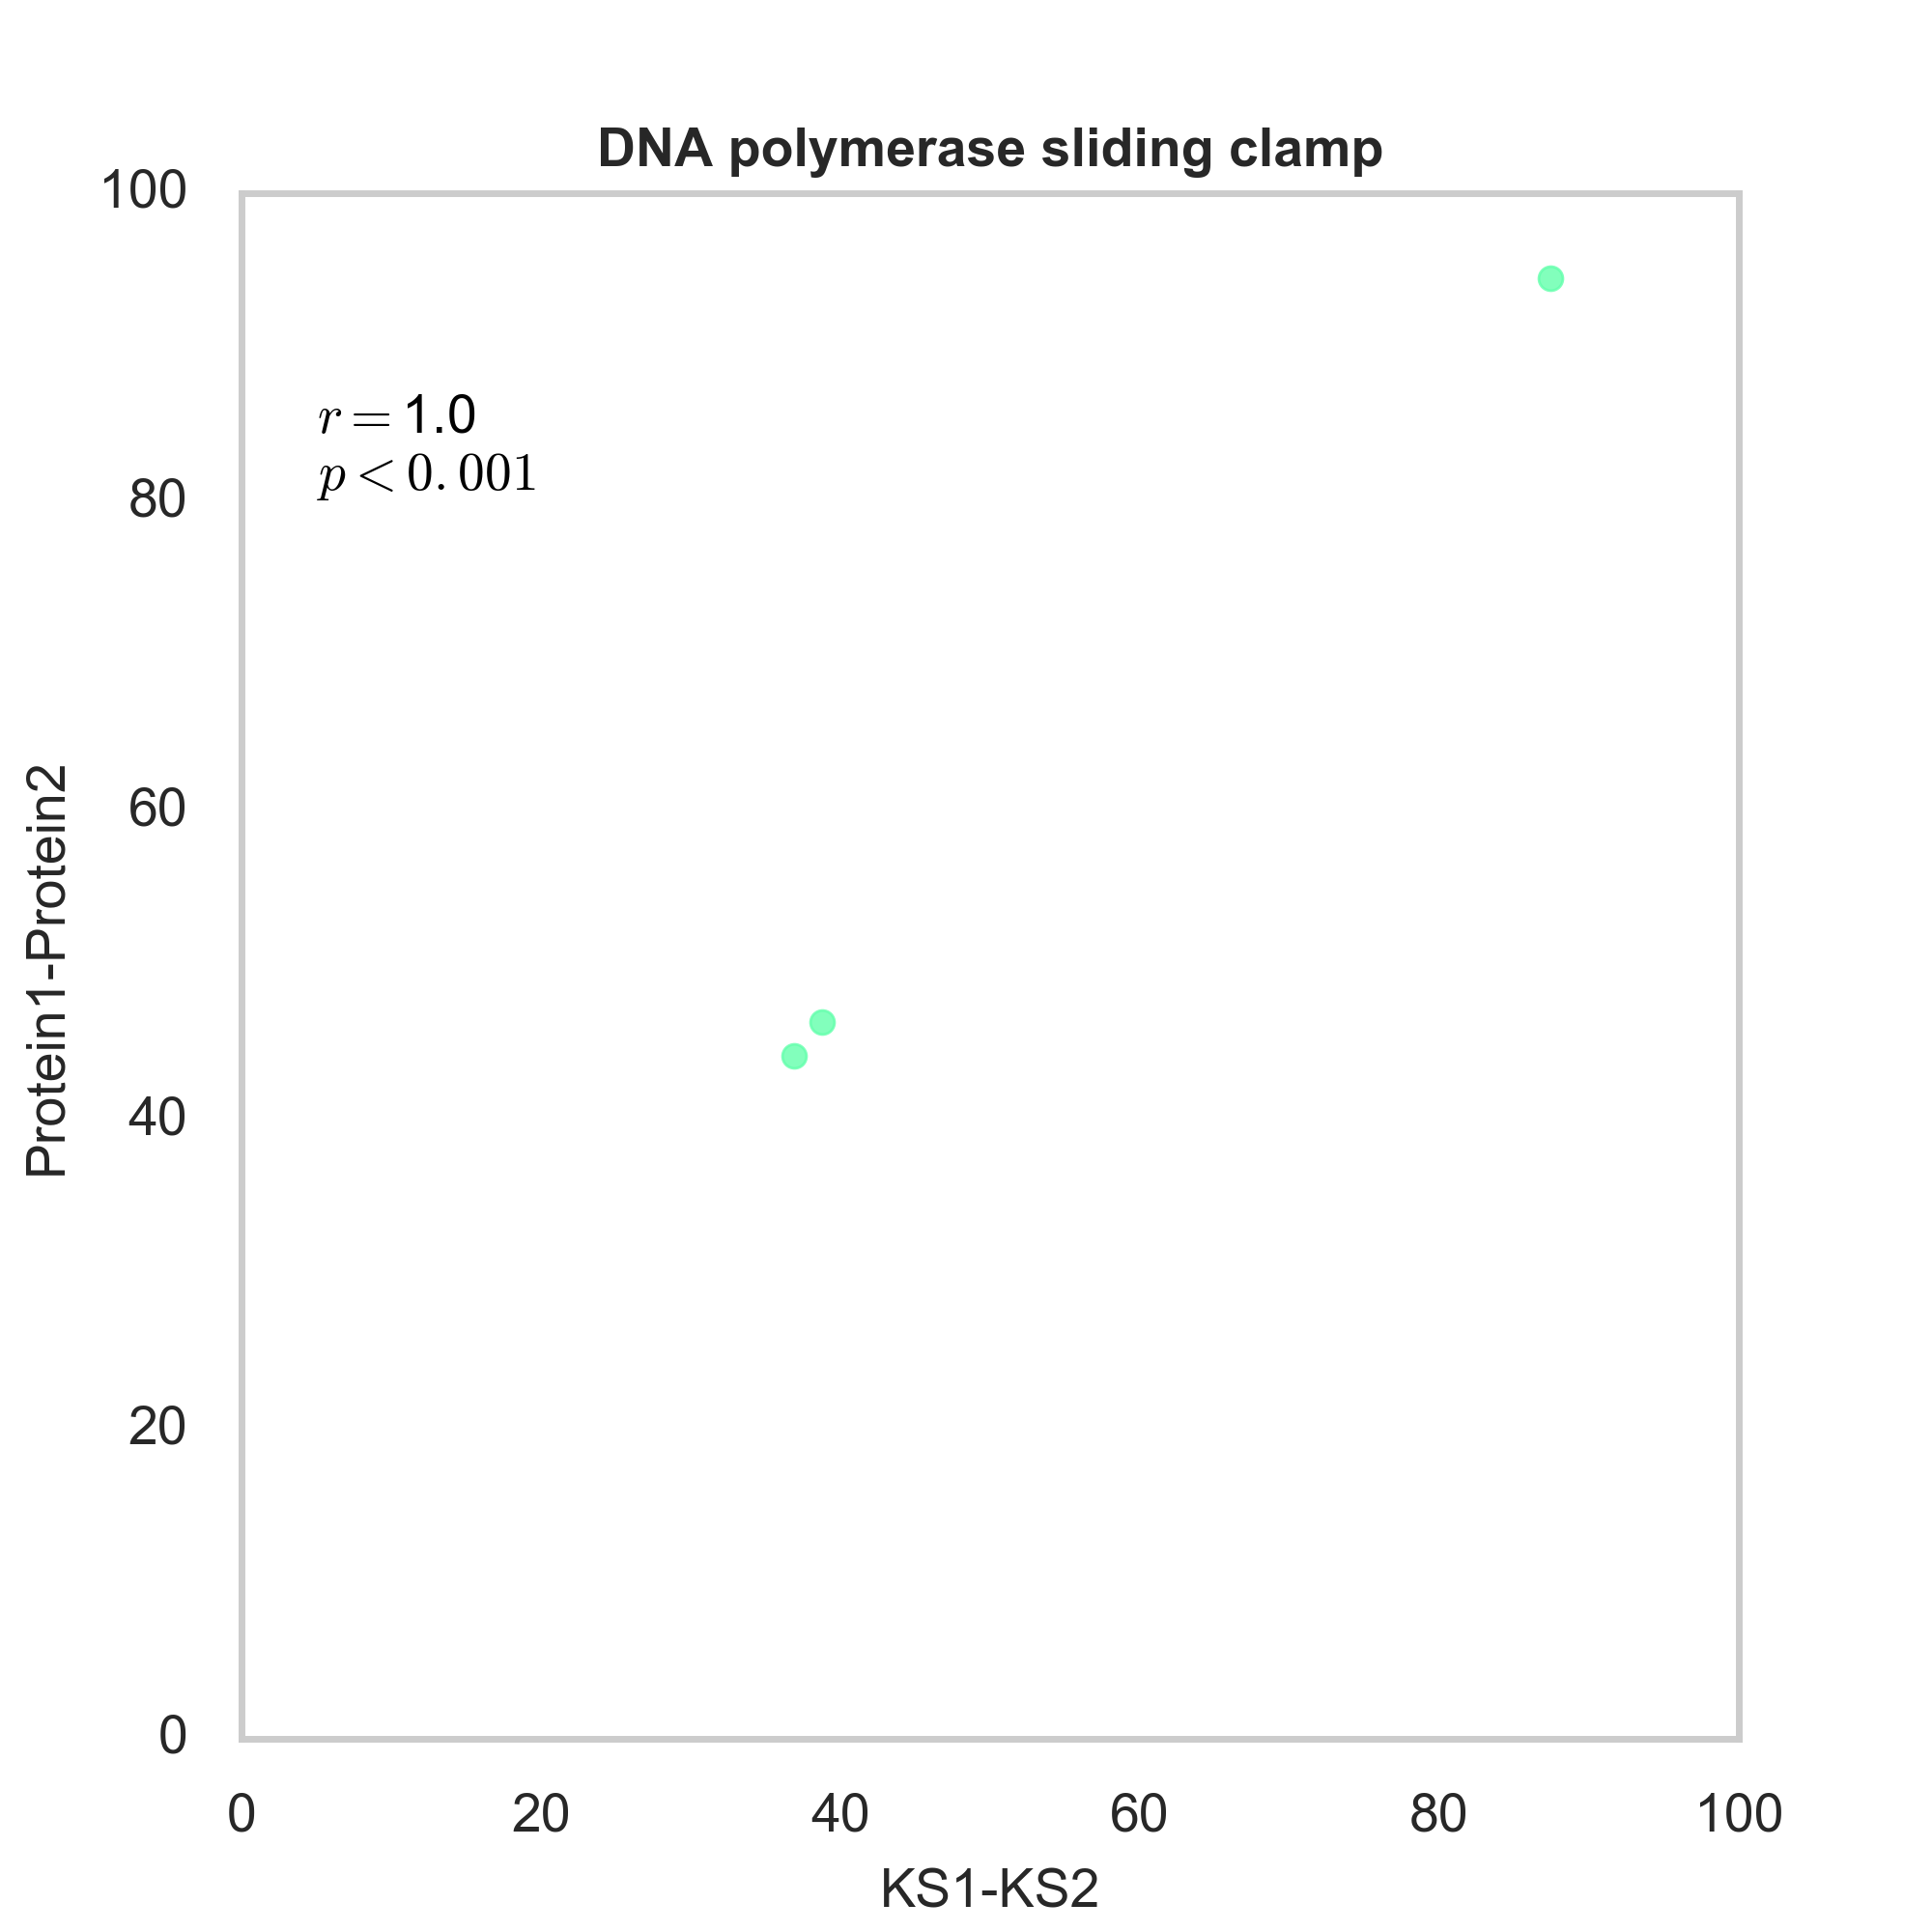 DNA polymerase sliding clamp
100
80
60
40
20
0
r = 1.0
p < 0.001
Protein1-Protein2
0 20 40 60 80 100
KS1-KS2